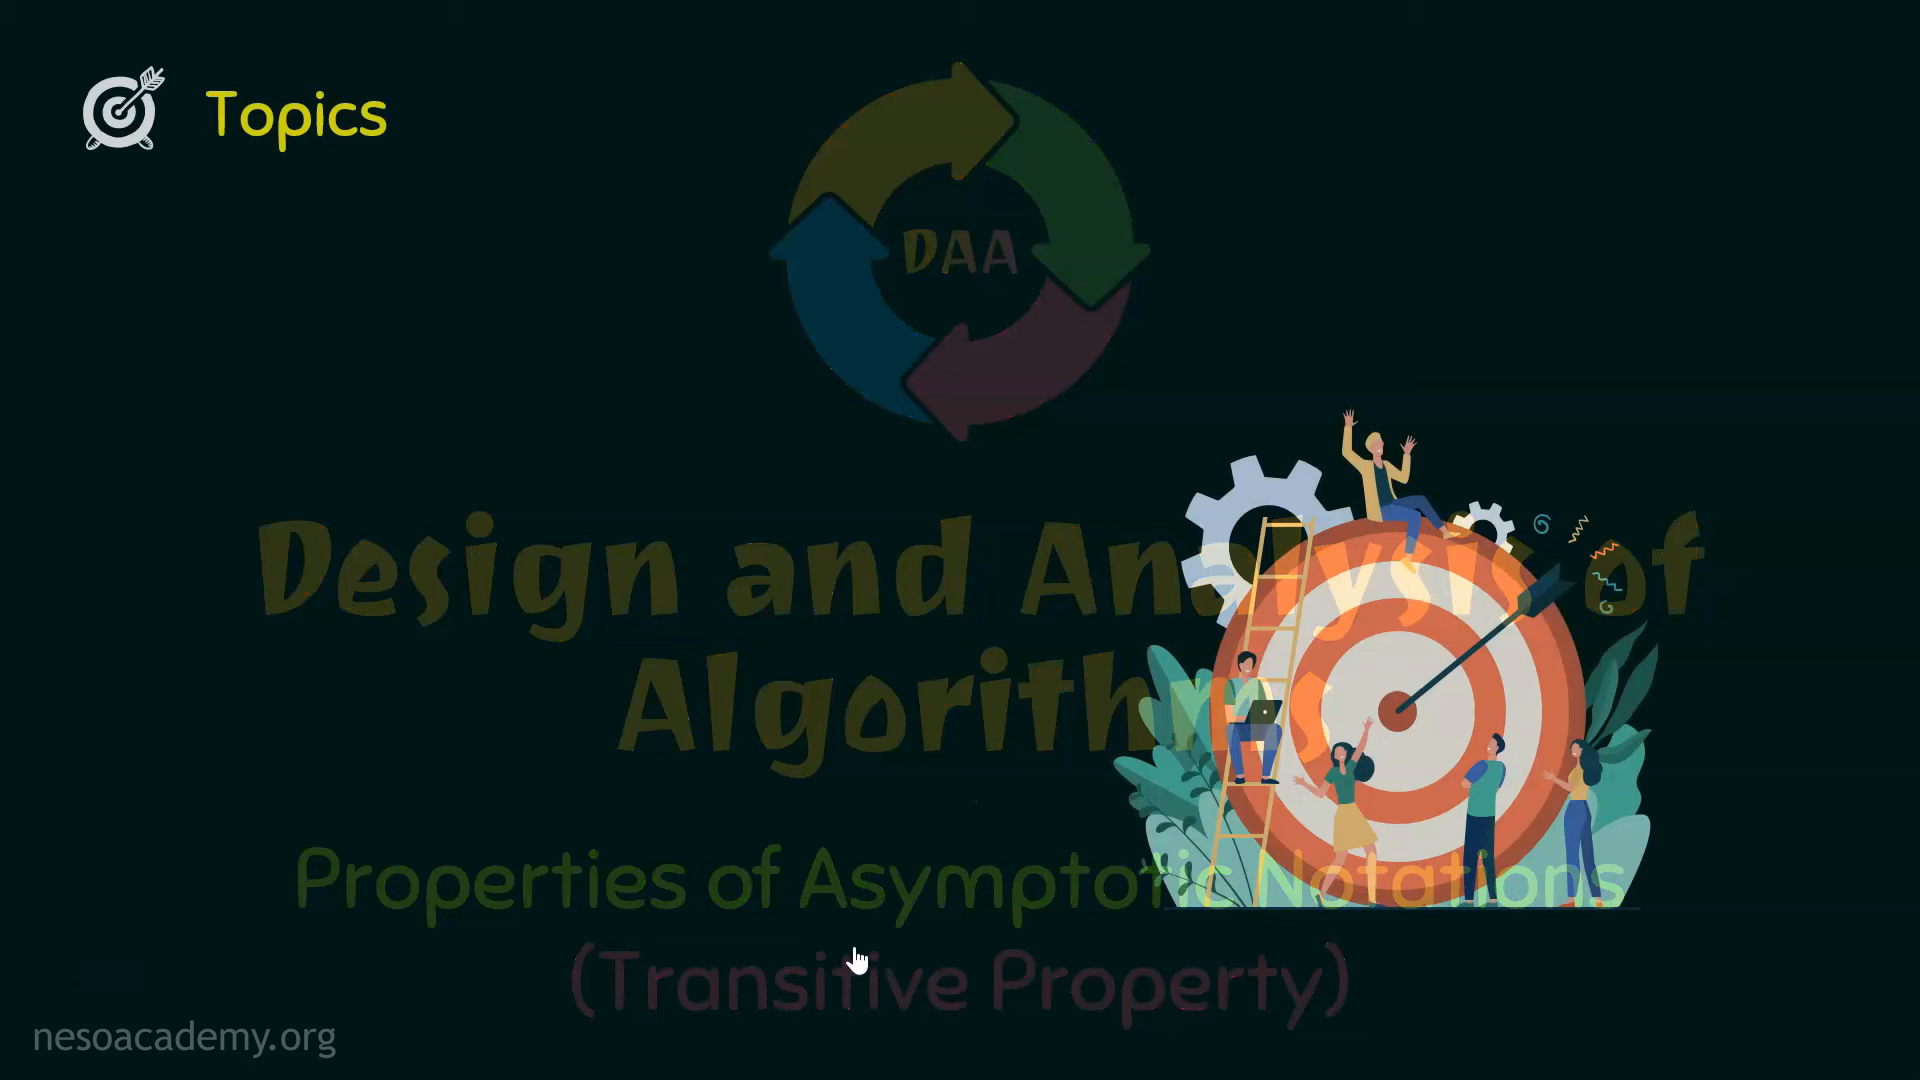 Topics
DAA
Design and Analysis of
Algorithms
Properties of Asymptotic Notations
(Transitive Property)
nesoacademy.org